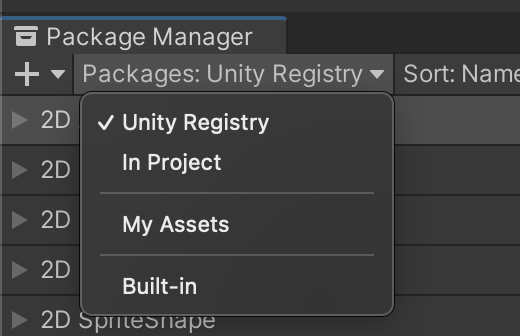 Package Manager
Packages: Unity Registry
Sort: Name
2D
Unity Registry
2D
In Project
2D
My Assets
2D
Built-in
2D SpriteShape